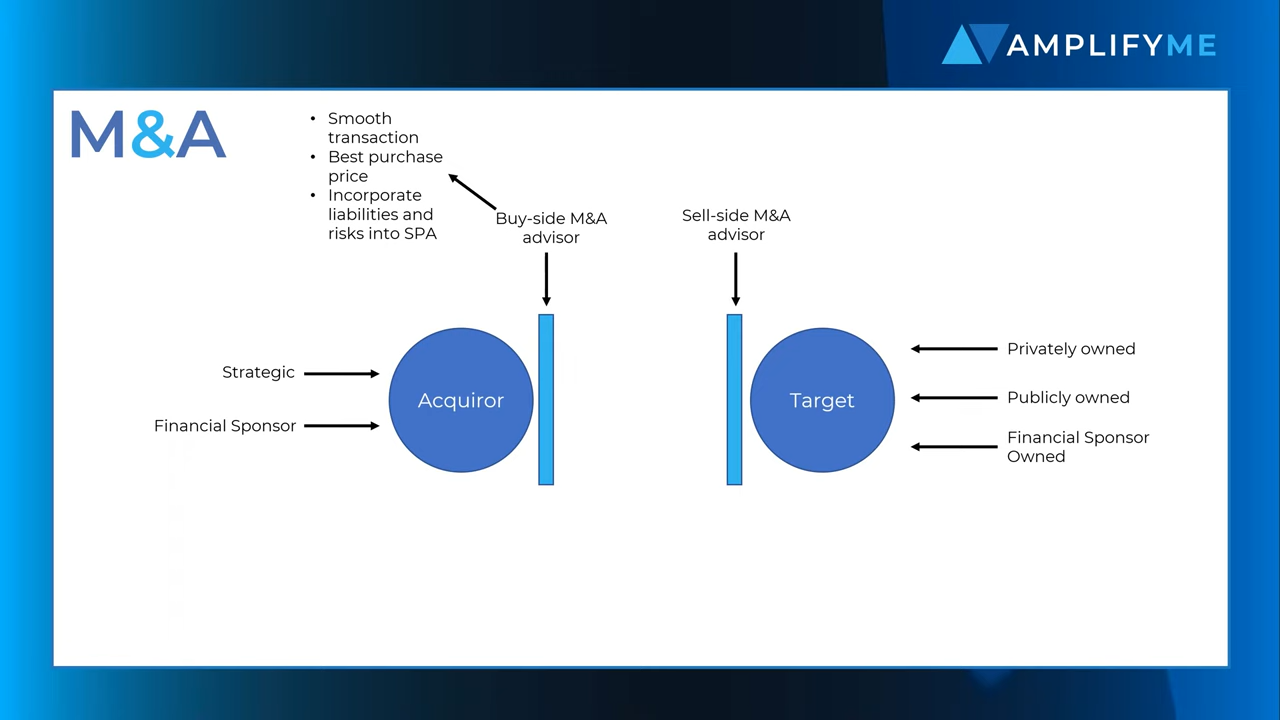 AMPLIFYME
M&A
• Smooth
transaction
• Best purchase
price
• Incorporate
liabilities and
risks into SPA
Buy-side M&A
advisor
Sell-side M&A
advisor
Strategic
Financial Sponsor
Acquiror
Target
Privately owned
Publicly owned
Financial Sponsor
Owned